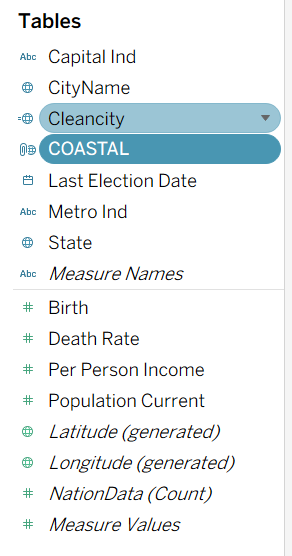 Tables
Abc Capital Ind
CityName
Cleancity
COASTAL
Last Election Date
Abc Metro Ind
State
Abc Measure Names
# Birth
# Death Rate
# Per Person Income
# Population Current
Latitude (generated)
Longitude (generated)
# NationData (Count)
# Measure Values